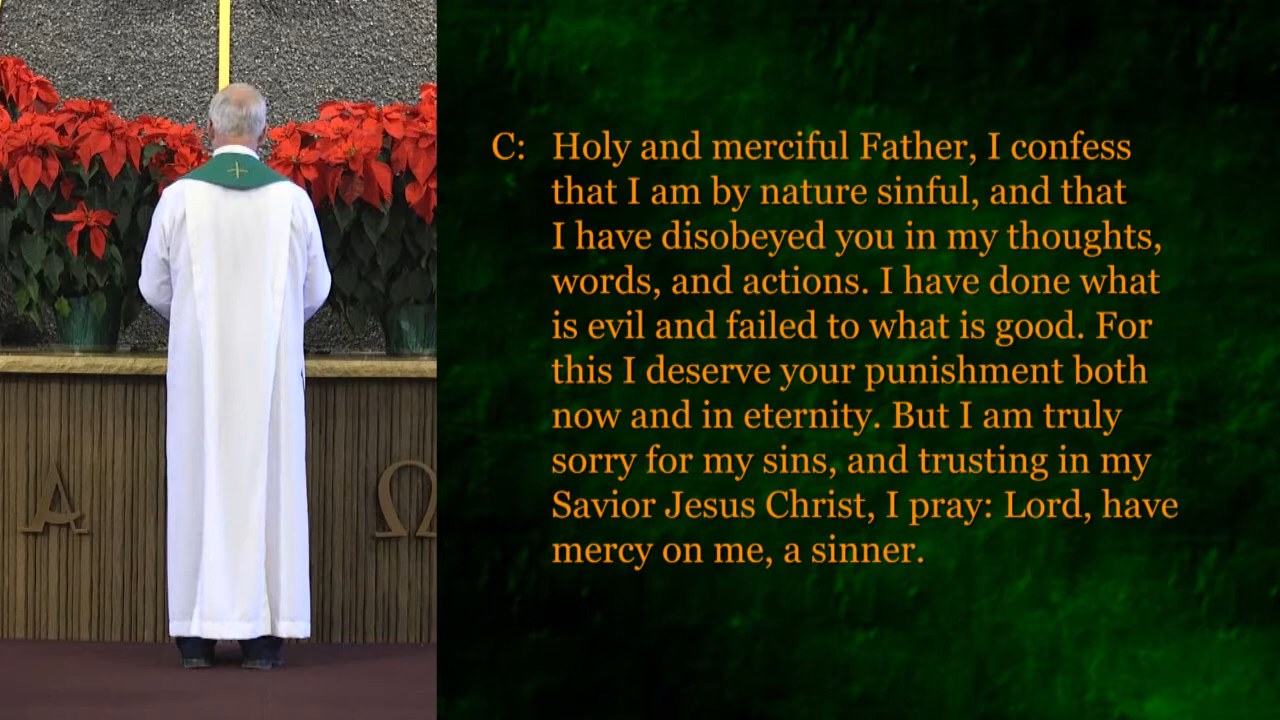 C: Holy and merciful Father, I confess
that I am by nature sinful, and that
I have disobeyed you in my thoughts,
words, and actions. I have done what
is evil and failed to what is good. For
this I deserve your punishment both
now and in eternity. But I am truly
sorry for my sins, and trusting in my
Savior Jesus Christ, I pray: Lord, have
mercy on me, a sinner.
Α Ω